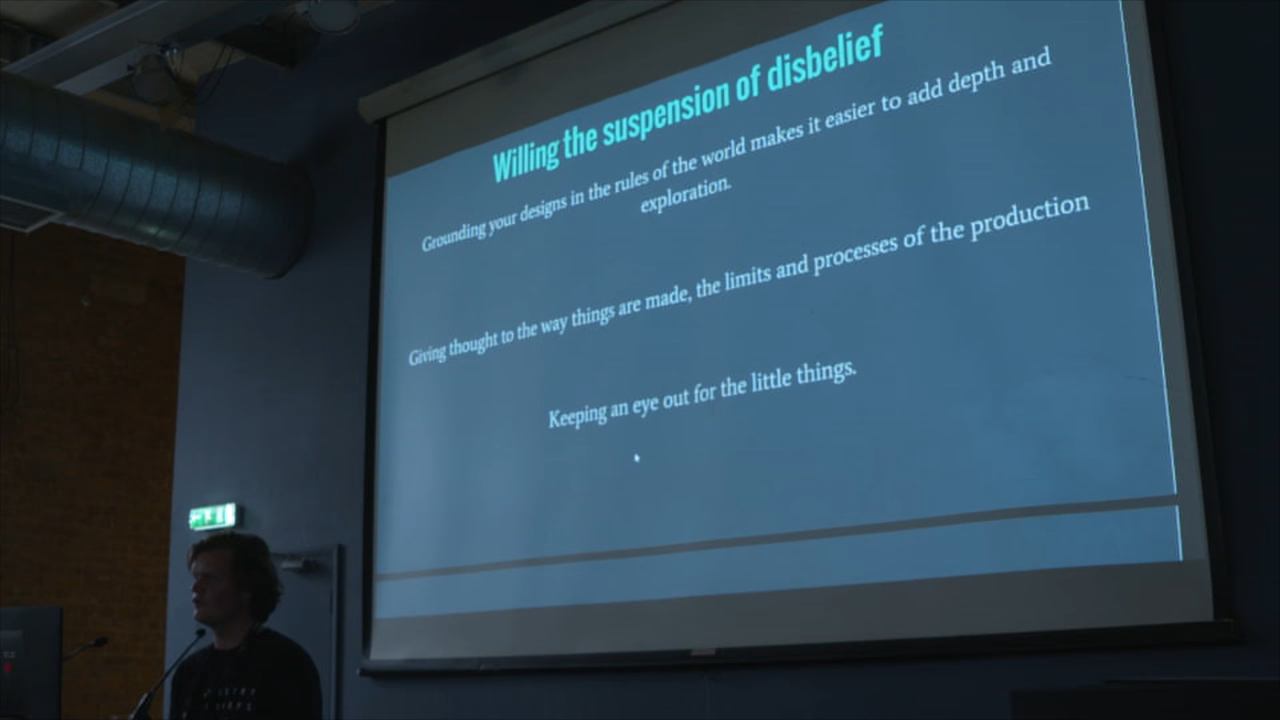 Willing the suspension of disbelief
Grounding your designs in the rules of the world makes it easier to add depth and
exploration.
Giving thought to the way things are made, the limits and processes of the production
Keeping an eye out for the little things.